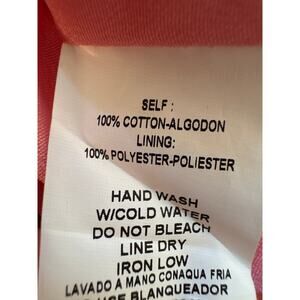 SELF :
100% COTTON-ALGODON
LINING:
100% POLYESTER-POLIESTER
HAND WASH
W/COLD WATER
DO NOT BLEACH
LINE DRY
IRON LOW
LAVADO A MANO CONAQUA FRIA
USE BLANQUEADOR